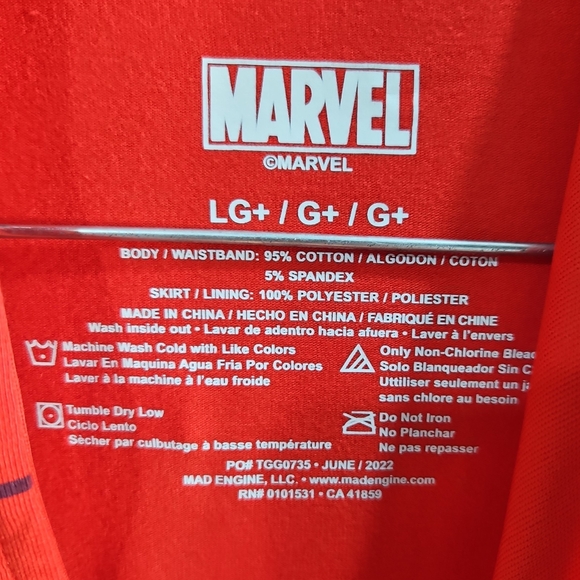 MARVEL
©MARVEL
LG+ / G+ / G+
BODY / WAISTBAND: 95% COTTON / ALGODON / COTON
5% SPANDEX
SKIRT / LINING: 100% POLYESTER / POLIESTER
MADE IN CHINA / HECHO EN CHINA / FABRIQUÉ EN CHINE
Wash inside out • Lavar de adentro hacia afuera • Laver à l'envers
Machine Wash Cold with Like Colors
Lavar En Maquina Agua Fria Por Colores
Laver à la machine à l'eau froide
Only Non-Chlorine
Solo Blanqueador Sin
Uttiliser seulement un
sans chlore au besoin
Tumble Dry Low
Ciclo Lento
Sècher par culbutage à basse température
Do Not Iron
No Planchar
Ne pas repasser
PO# TGG0735 • JUNE / 2022
MAD ENGINE, LLC. • www.madengine.com
RN# 0101531 • CA 41859